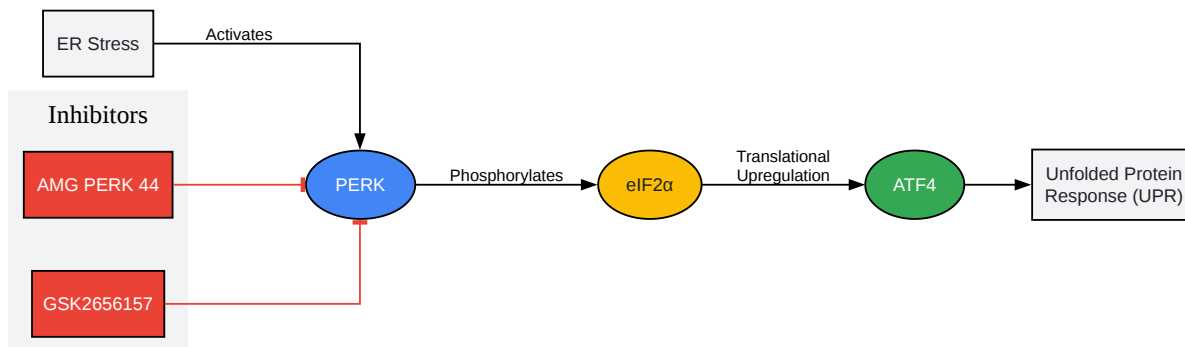 ER Stress
Activates
Inhibitors
AMG PERK 44
PERK
Phosphorylates
eIF2α
Translational
Upregulation
ATF4
Unfolded Protein
Response (UPR)
GSK2656157